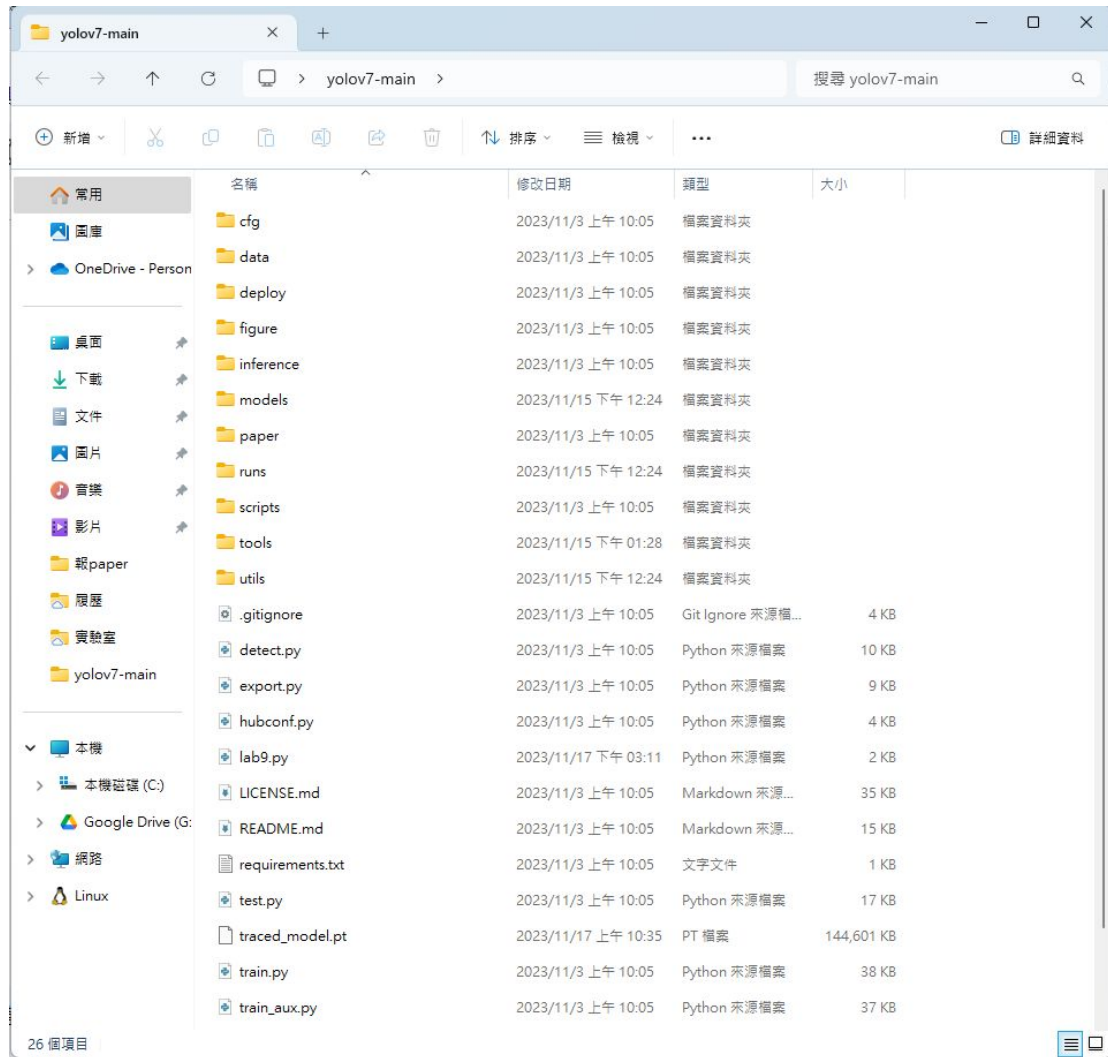 yolov7-main
yolov7-main
搜尋 yolov7-main
新增
排序
檢視
詳細資料
常用
圖庫
OneDrive - Person
桌面
下載
文件
圖片
音樂
影片
報paper
履歷
實驗室
yolov7-main
本機
本機磁碟 (C:)
Google Drive (G:
網路
Linux
名稱 修改日期 類型 大小
cfg 2023/11/3 上午 10:05 檔案資料夾
data 2023/11/3 上午 10:05 檔案資料夾
deploy 2023/11/3 上午 10:05 檔案資料夾
figure 2023/11/3 上午 10:05 檔案資料夾
inference 2023/11/3 上午 10:05 檔案資料夾
models 2023/11/15 下午 12:24 檔案資料夾
paper 2023/11/3 上午 10:05 檔案資料夾
runs 2023/11/15 下午 12:24 檔案資料夾
scripts 2023/11/3 上午 10:05 檔案資料夾
tools 2023/11/15 下午 01:28 檔案資料夾
utils 2023/11/15 下午 12:24 檔案資料夾
.gitignore 2023/11/3 上午 10:05 Git Ignore 來源檔... 4 KB
detect.py 2023/11/3 上午 10:05 Python 來源檔案 10 KB
export.py 2023/11/3 上午 10:05 Python 來源檔案 9 KB
hubconf.py 2023/11/3 上午 10:05 Python 來源檔案 4 KB
lab9.py 2023/11/17 下午 03:11 Python 來源檔案 2 KB
LICENSE.md 2023/11/3 上午 10:05 Markdown 來源... 35 KB
README.md 2023/11/3 上午 10:05 Markdown 來源... 15 KB
requirements.txt 2023/11/3 上午 10:05 文字文件 1 KB
test.py 2023/11/3 上午 10:05 Python 來源檔案 17 KB
traced_model.pt 2023/11/17 上午 10:35 PT 檔案 144,601 KB
train.py 2023/11/3 上午 10:05 Python 來源檔案 38 KB
train_aux.py 2023/11/3 上午 10:05 Python 來源檔案 37 KB
26 個項目